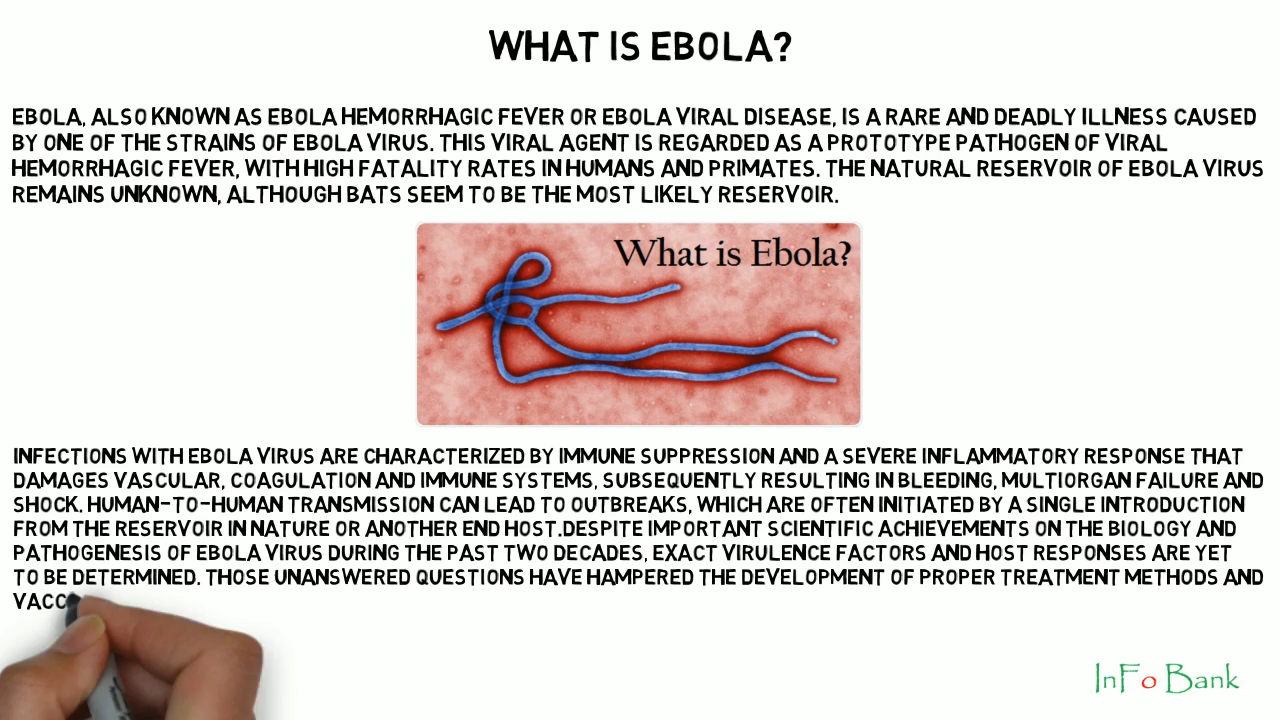 WHAT IS EBOLA?
EBOLA, ALSO KNOWN AS EBOLA HEMORRHAGIC FEVER OR EBOLA VIRAL DISEASE, IS A RARE AND DEADLY ILLNESS CAUSED
BY ONE OF THE STRAINS OF EBOLA VIRUS. THIS VIRAL AGENT IS REGARDED AS A PROTOTYPE PATHOGEN OF VIRAL
HEMORRHAGIC FEVER, WITH HIGH FATALITY RATES IN HUMANS AND PRIMATES. THE NATURAL RESERVOIR OF EBOLA VIRUS
REMAINS UNKNOWN, ALTHOUGH BATS SEEM TO BE THE MOST LIKELY RESERVOIR.
What is Ebola?
INFECTIONS WITH EBOLA VIRUS ARE CHARACTERIZED BY IMMUNE SUPPRESSION AND A SEVERE INFLAMMATORY RESPONSE THAT
DAMAGES VASCULAR, COAGULATION AND IMMUNE SYSTEMS, SUBSEQUENTLY RESULTING IN BLEEDING, MULTIORGAN FAILURE AND
SHOCK. HUMAN-TO-HUMAN TRANSMISSION CAN LEAD TO OUTBREAKS, WHICH ARE OFTEN INITIATED BY A SINGLE INTRODUCTION
FROM THE RESERVOIR IN NATURE OR ANOTHER END HOST.DESPITE IMPORTANT SCIENTIFIC ACHIEVEMENTS ON THE BIOLOGY AND
PATHOGENESIS OF EBOLA VIRUS DURING THE PAST TWO DECADES, EXACT VIRULENCE FACTORS AND HOST RESPONSES ARE YET
TO BE DETERMINED. THOSE UNANSWERED QUESTIONS HAVE HAMPERED THE DEVELOPMENT OF PROPER TREATMENT METHODS AND
VACC
InFo Bank